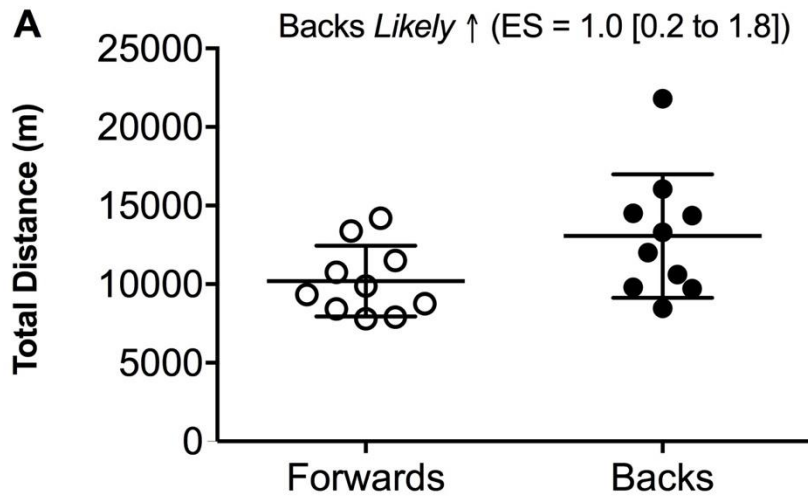 A
Backs Likely ↑ (ES = 1.0 [0.2 to 1.8])
Total Distance (m)
25000
20000
15000
10000
5000
0
Forwards
Backs